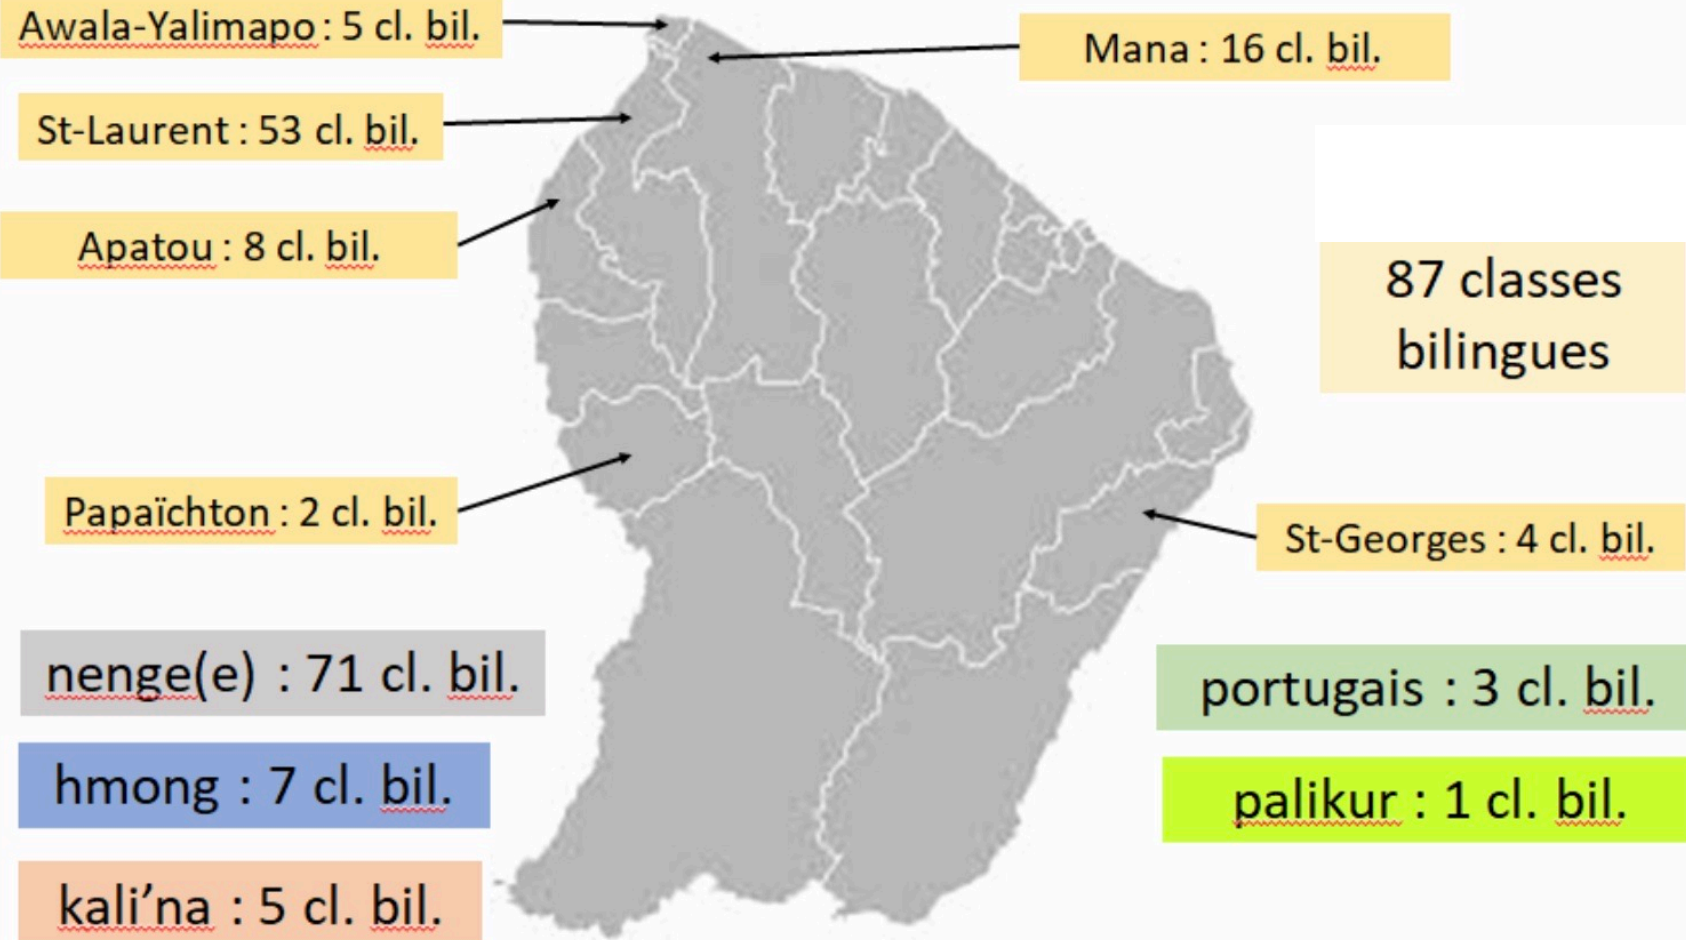 Awala-Yalimapo : 5 cl. bil.
Mana : 16 cl. bil.
St-Laurent : 53 cl. bil.
Apatou : 8 cl. bil.
87 classes
bilingues
Papaïchton : 2 cl. bil.
St-Georges : 4 cl. bil.
nenge(e) : 71 cl. bil.
portugais : 3 cl. bil.
hmong : 7 cl. bil.
palikur : 1 cl. bil.
kali’na : 5 cl. bil.